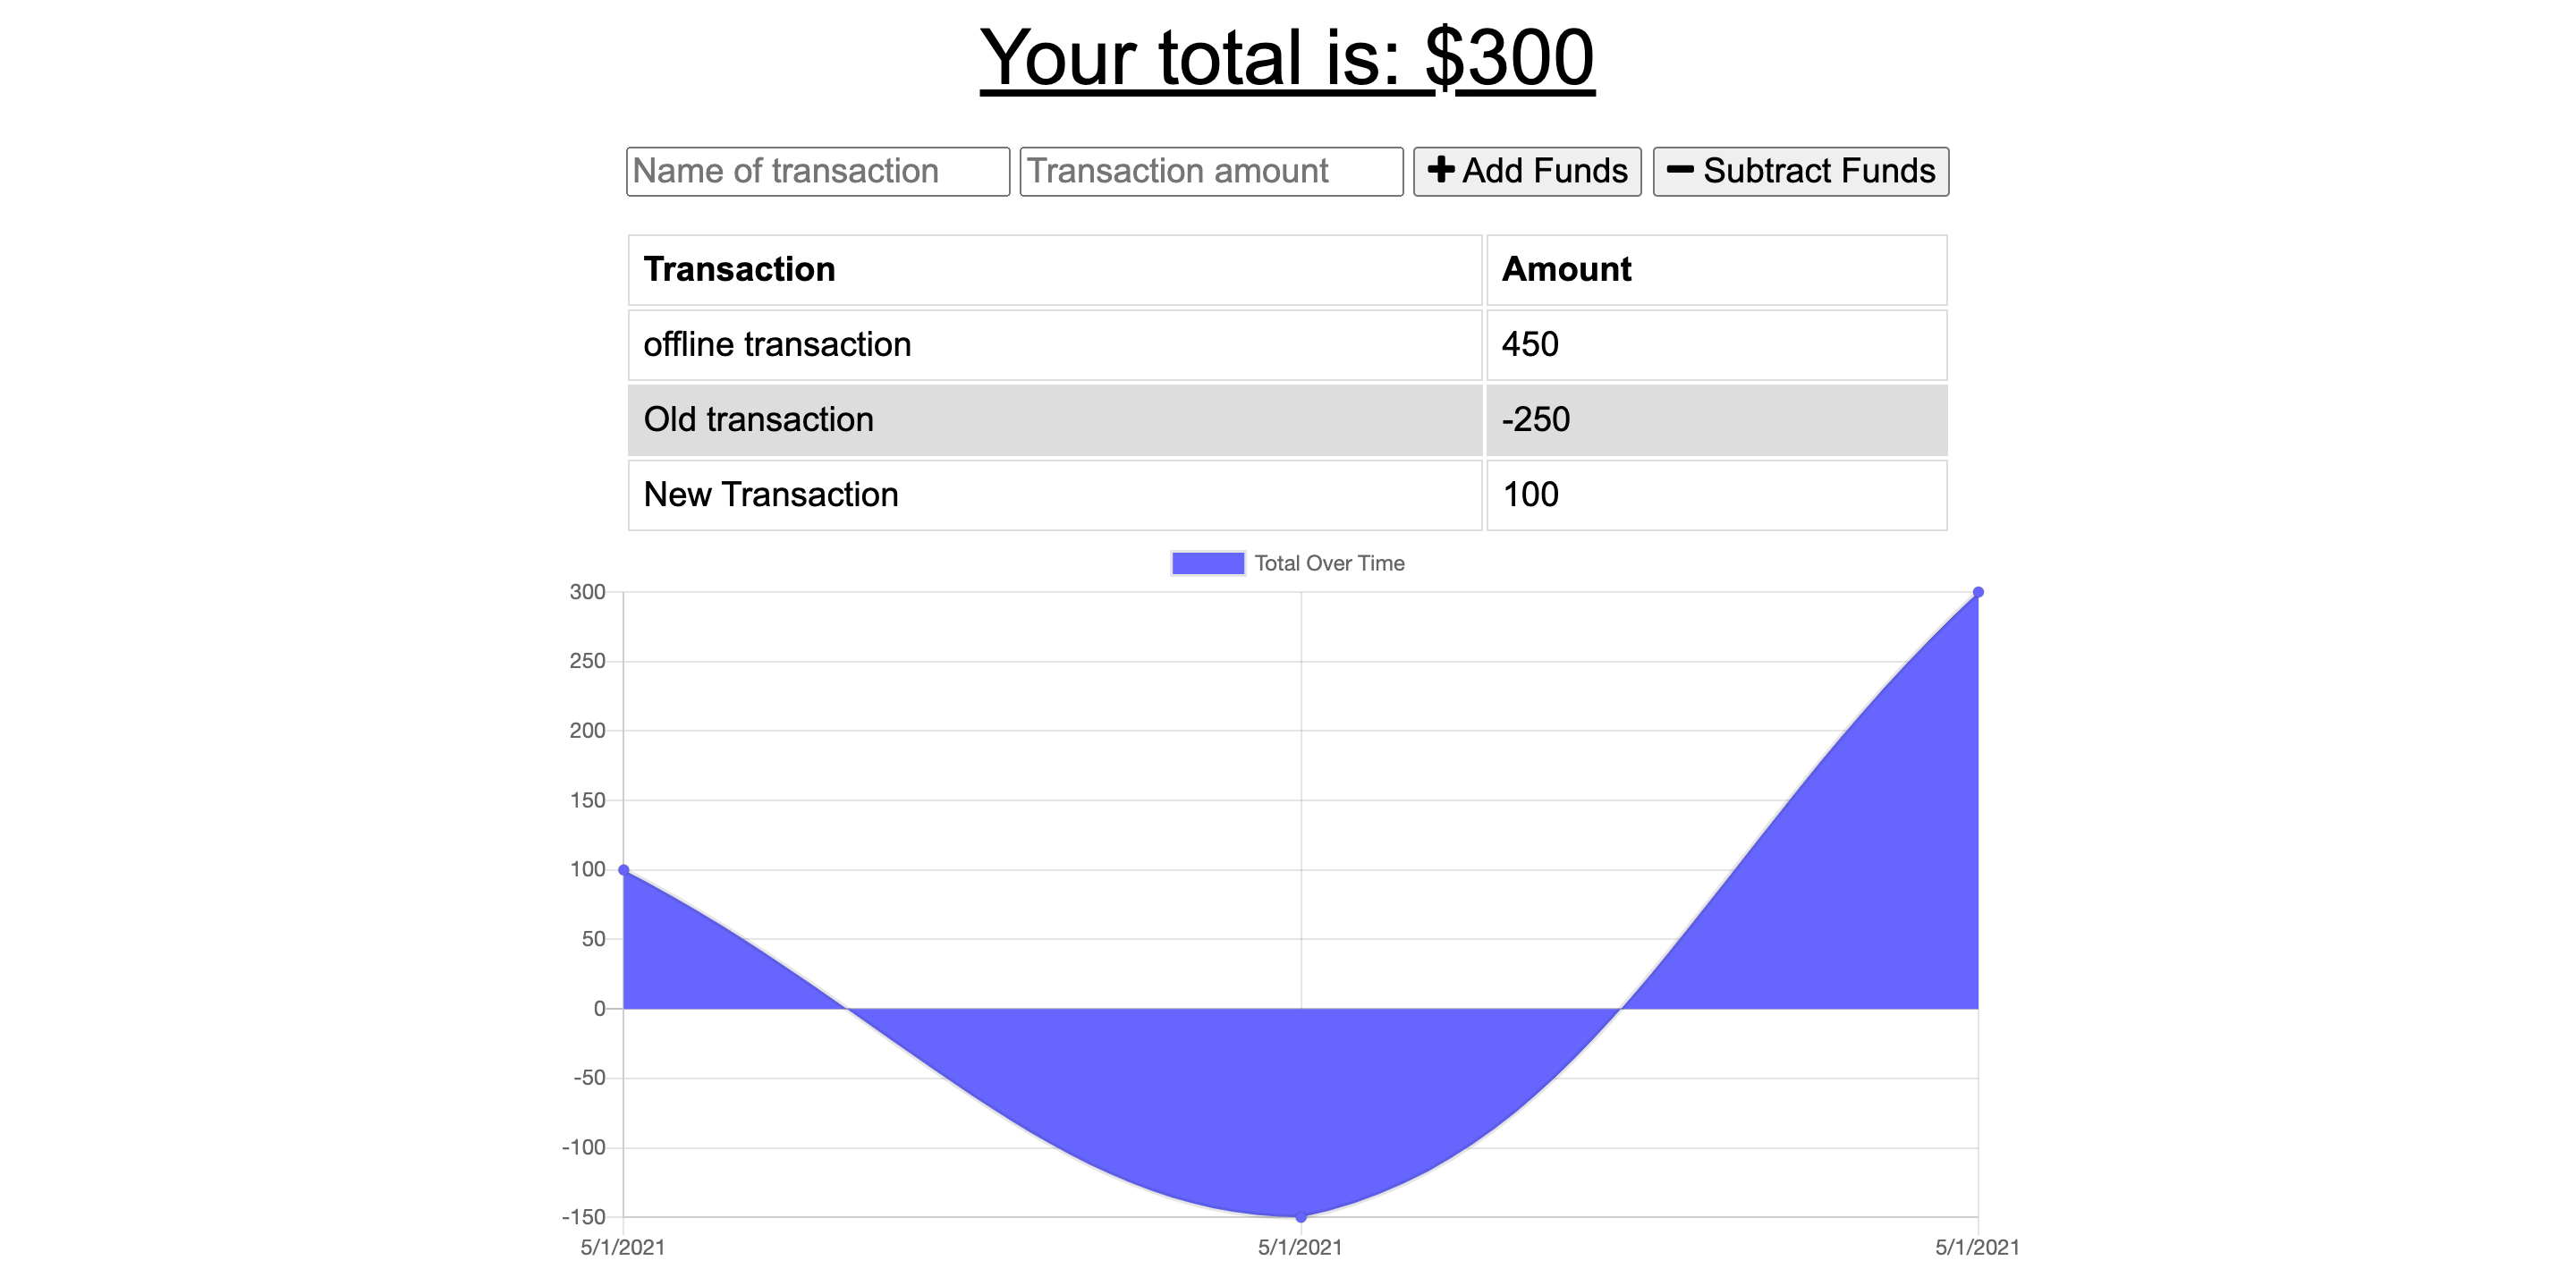 Your total is: $300
Name of transaction Transaction amount + Add Funds − Subtract Funds
Transaction Amount
offline transaction 450
Old transaction -250
New Transaction 100
Total Over Time
300
250
200
150
100
50
0
-50
-100
-150
5/1/2021 5/1/2021 5/1/2021